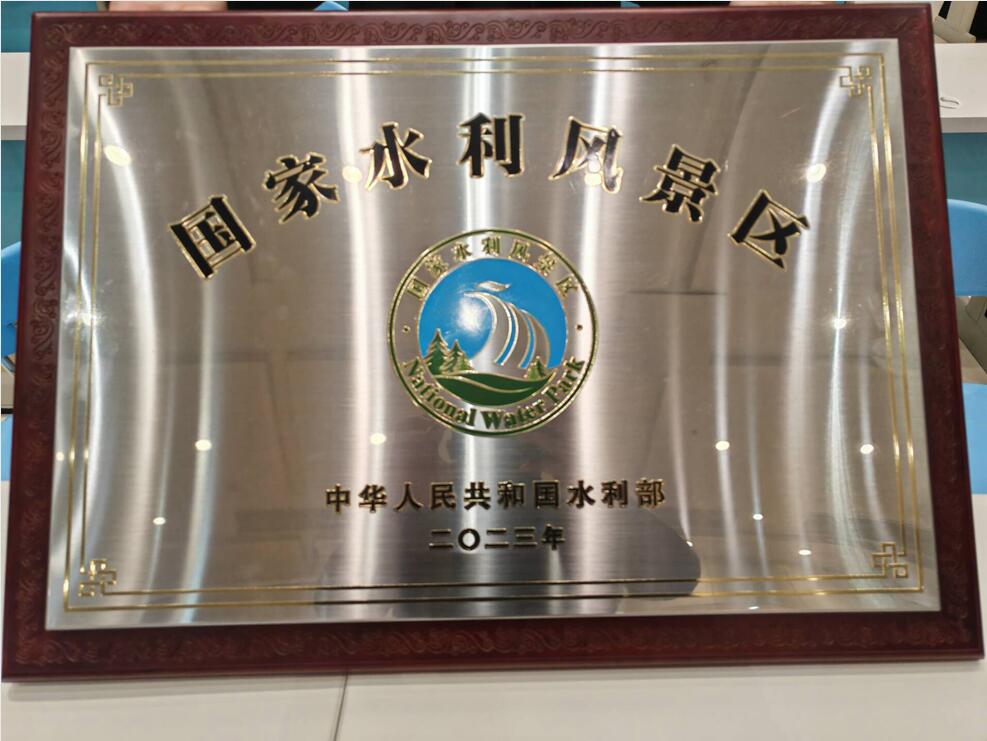 国家水利风景区
国家水利风景区
National Water Park
中华人民共和国水利部
二〇二三年